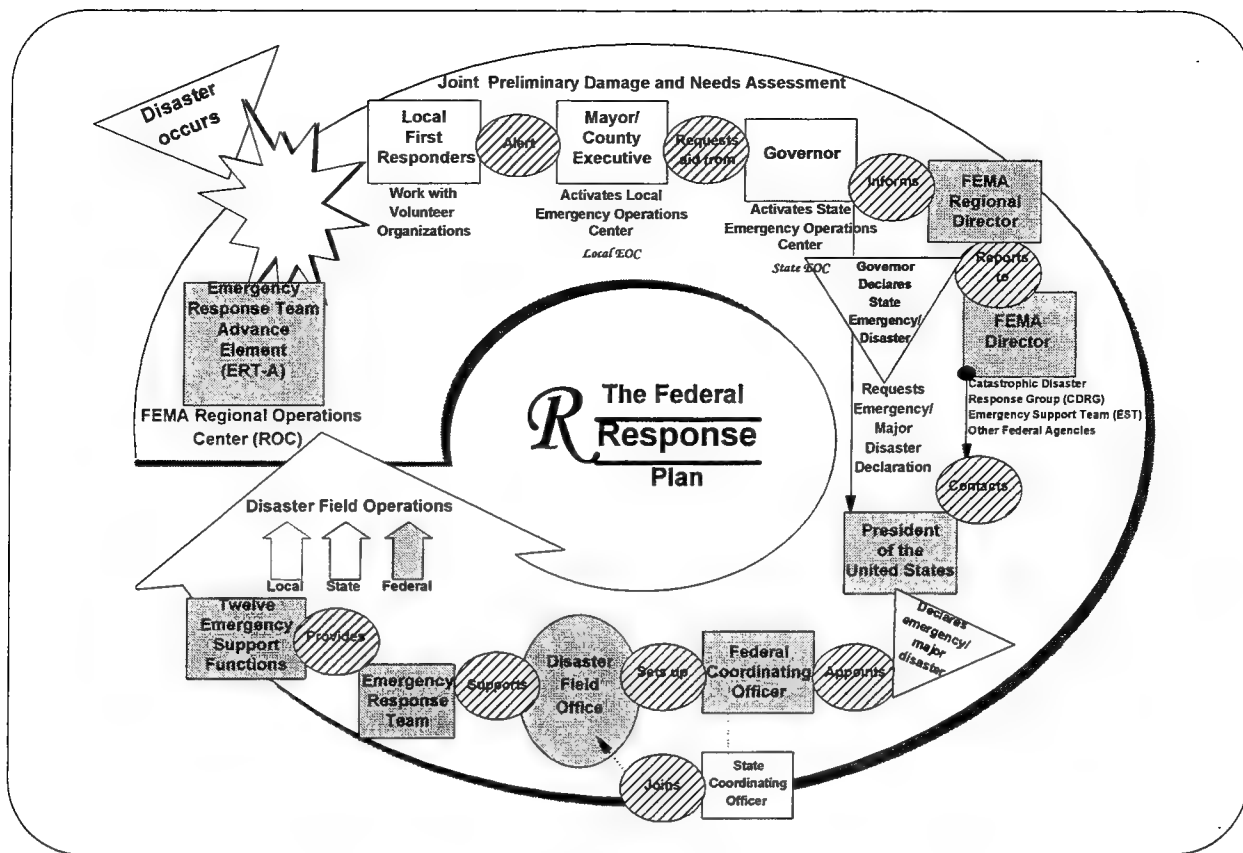 Disaster
occurs
Joint Preliminary Damage and Needs Assessment
Local
First
Responders
Alert
Mayor/
County
Executive
Requests
aid from
Governor
Informs
FEMA
Regional
Director
Work with
Volunteer
Organizations
Activates Local
Emergency Operations
Center
Local EOC
Activates State
Emergency Operations
Center
State EOC
Reports
to
Governor
Declares
State
Emergency/
Disaster
FEMA
Director
Catastrophic Disaster
Response Group (CDRG)
Emergency Support Team (EST)
Other Federal Agencies
Requests
Emergency/
Major
Disaster
Declaration
Contacts
President
of the
United States
Declares
emergency/
major
disaster
Appoints
Federal
Coordinating
Officer
State
Coordinating
Officer
Joins
Sets up
Disaster
Field
Office
Supports
Emergency
Response
Team
Provides
Twelve
Emergency
Support
Functions
Local
State
Federal
Disaster Field Operations
Emergency
Response Team
Advance
Element
(ERT-A)
FEMA Regional Operations
Center (ROC)
R
The Federal
Response
Plan